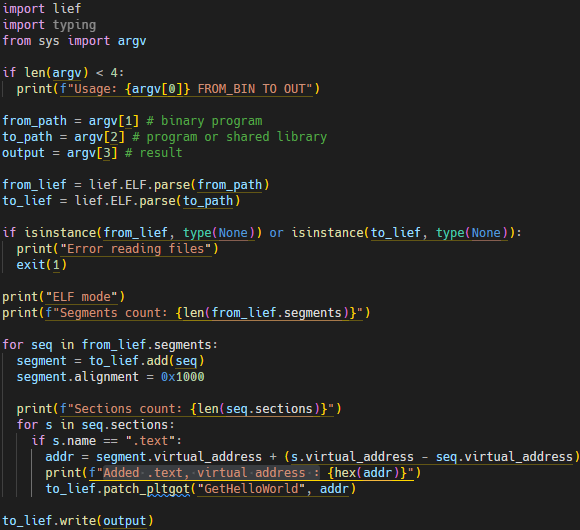 import lief
import typing
from sys import argv

if len(argv) < 4:
  print(f"Usage: {argv[0]} FROM_BIN TO OUT")

from_path = argv[1] # binary program
to_path = argv[2] # program or shared library
output = argv[3] # result

from_lief = lief.ELF.parse(from_path)
to_lief = lief.ELF.parse(to_path)

if isinstance(from_lief, type(None)) or isinstance(to_lief, type(None)):
  print("Error reading files")
  exit(1)

print("ELF mode")
print(f"Segments count: {len(from_lief.segments)}")

for seq in from_lief.segments:
  segment = to_lief.add(seq)
  segment.alignment = 0x1000

  print(f"Sections count: {len(seq.sections)}")
  for s in seq.sections:
    if s.name == ".text":
      addr = segment.virtual_address + (s.virtual_address - seq.virtual_address)
      print(f"Added .text, virtual address : {hex(addr)}")
      to_lief.patch_pltgot("GetHelloWorld", addr)

to_lief.write(output)